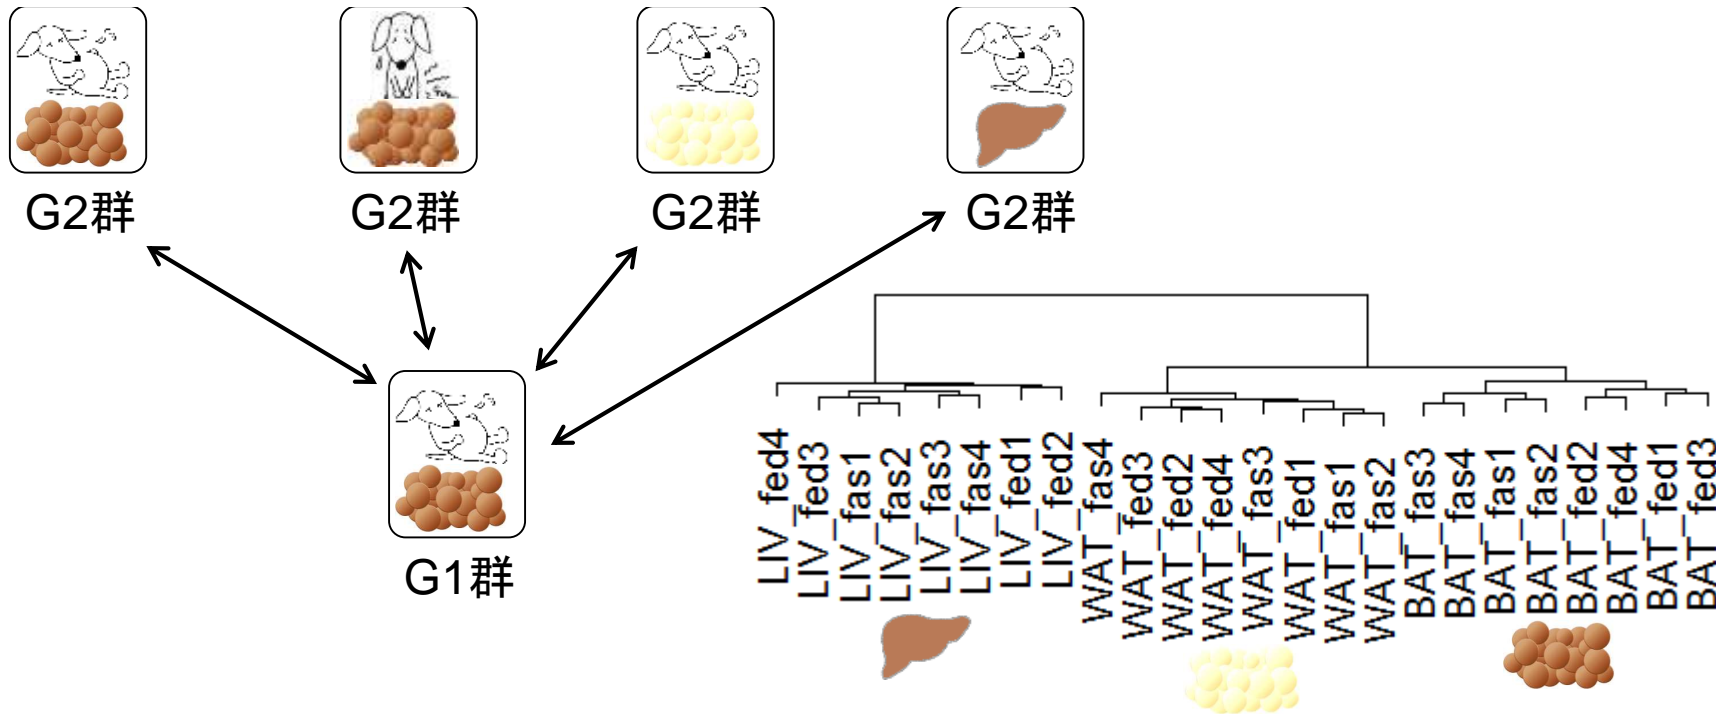 G2群
G2群
G2群
G2群
G1群
LIV_fed4
LIV_fed3
LIV_fas1
LIV_fas2
LIV_fas3
LIV_fas4
LIV_fed1
LIV_fed2
WAT_fas4
WAT_fed3
WAT_fed2
WAT_fed4
WAT_fas3
WAT_fed1
WAT_fas1
WAT_fas2
BAT_fas3
BAT_fas4
BAT_fas1
BAT_fas2
BAT_fed2
BAT_fed4
BAT_fed1
BAT_fed3